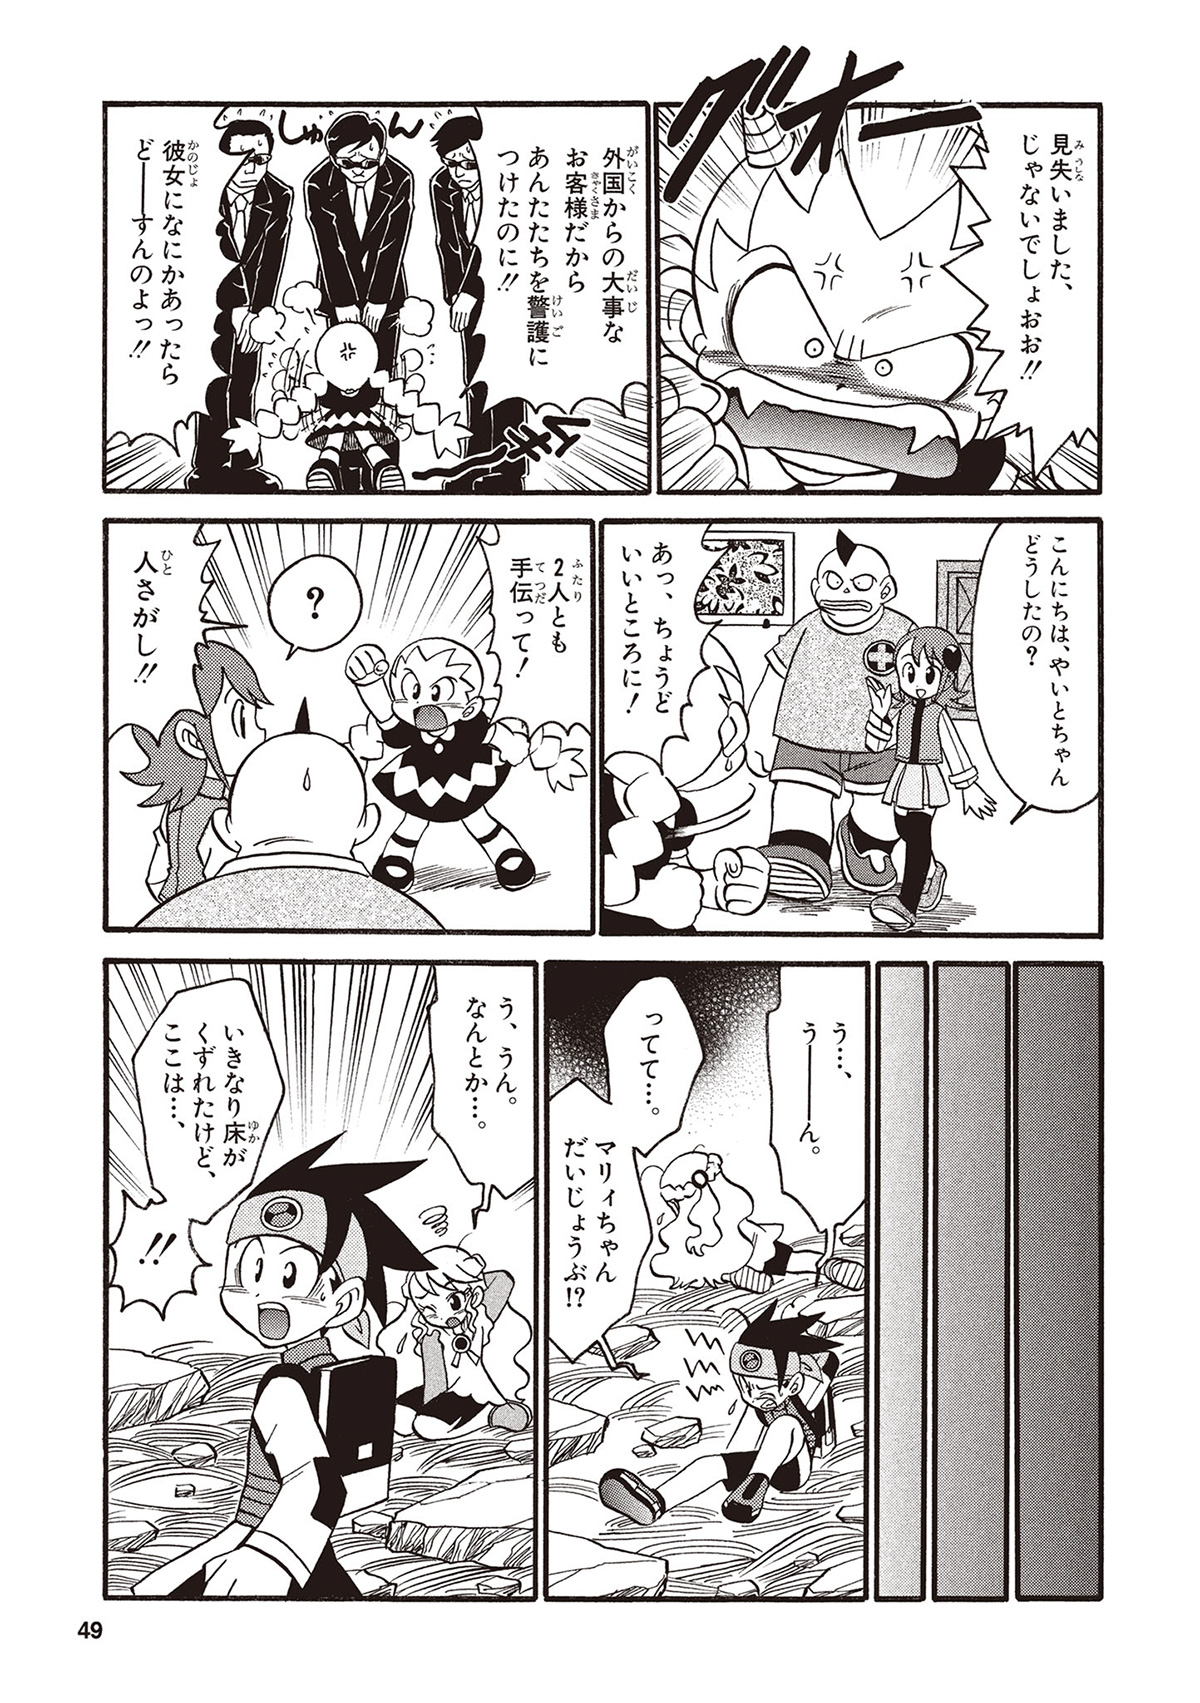 グオー
見失いました、
じゃないでしょおお!!
外国からの大事な
お客様だから
あんたたちを警護に
つけたのに!!
しゅん
彼女になにかあったら
どーーすんのよっ!!
ムキー
こんにちは、やいとちゃん
どうしたの?
あっ、ちょうど
いいところに!
2人とも
手伝って!
?
人さがし!!
う…、
うーーん。
ってて…。
マリィちゃん
だいじょうぶ!?
う、うん。
なんとか…。
いきなり床が
くずれたけど、
ここは…、
!!
49